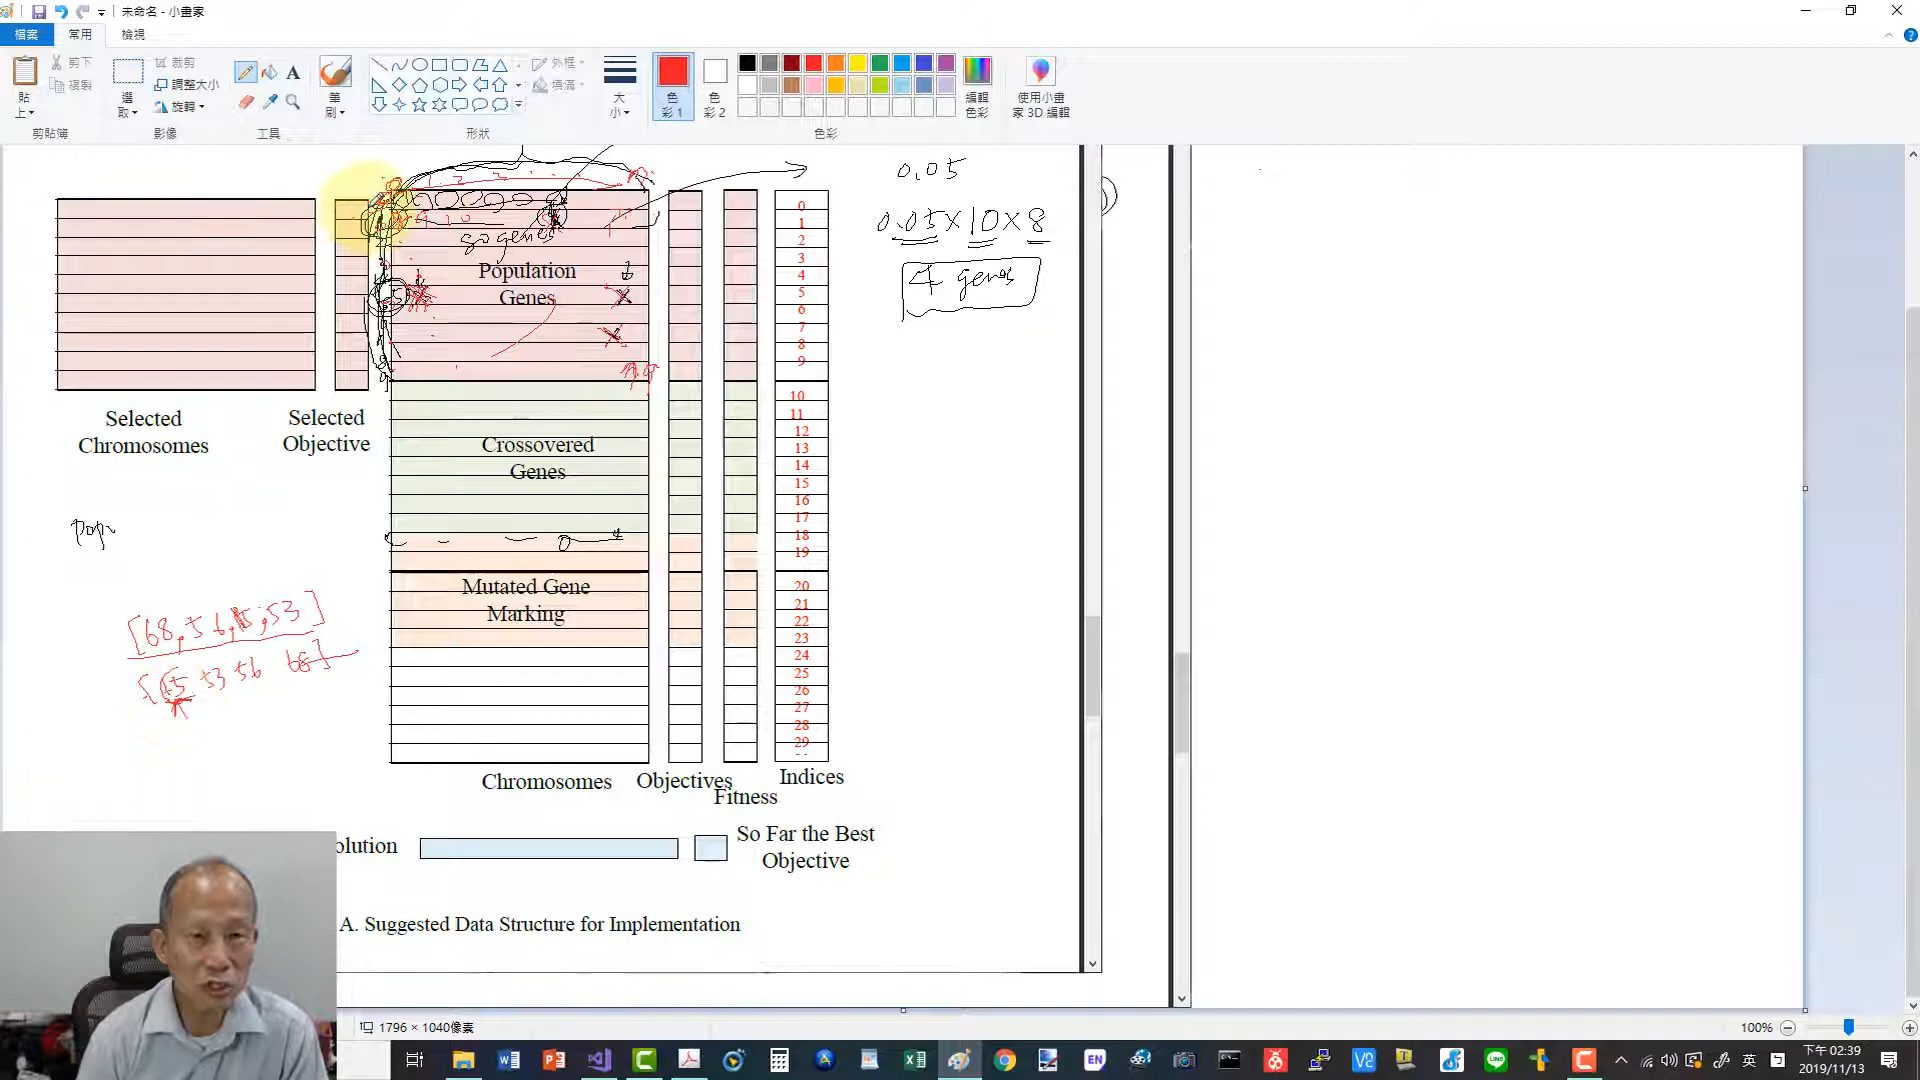 未命名 - 小畫家
檔案 常用 檢視
貼上 剪下 複製 選取 裁剪 調整大小 旋轉 筆刷 外框 填滿 大小 色彩 1 色彩 2 編輯色彩 使用小畫家 3D 編輯
剪貼簿 影像 工具 形狀 色彩
0.05
0.05×10×8
4 genes
80 genes
Population
Genes
0
1
2
3
4
5
6
7
8
9
Selected
Chromosomes
Selected
Objective
Crossovered
Genes
10
11
12
13
14
15
16
17
18
19
Mutated Gene
Marking
20
21
22
23
24
25
26
27
28
29
Chromosomes
Objectives
Fitness
Indices
olution
So Far the Best
Objective
A. Suggested Data Structure for Implementation
1796 × 1040像素
100%
EN
英
下午 02:39
2019/11/13